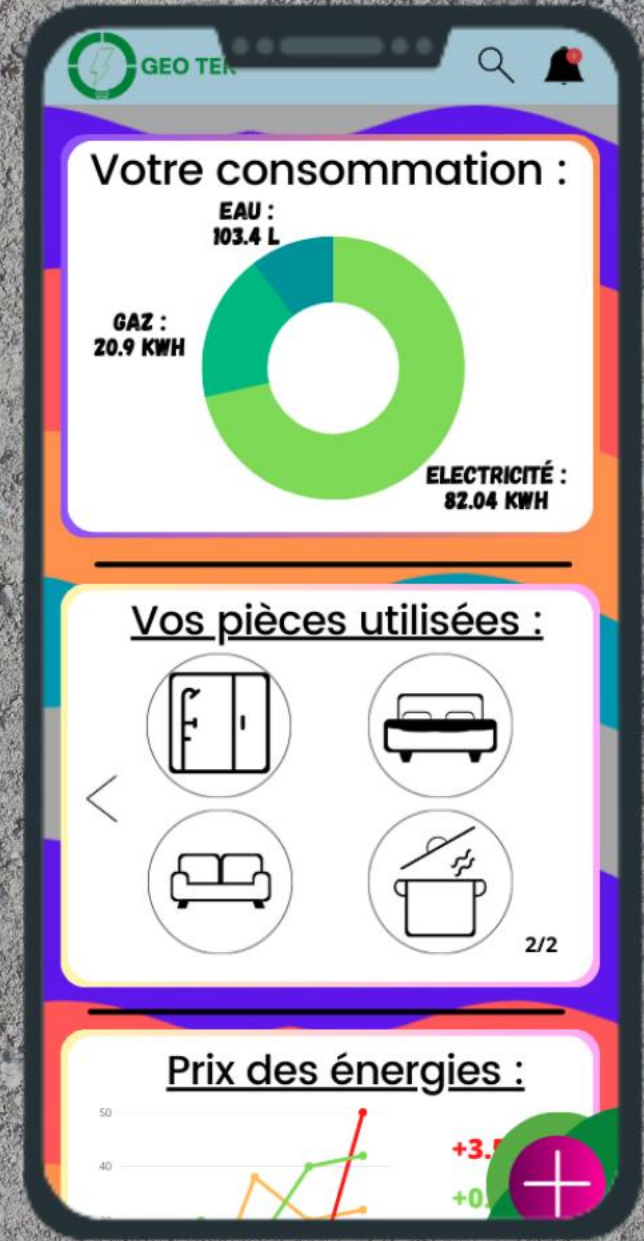 GEO TEK
Votre consommation :
EAU :
103.4 L
GAZ :
20.9 KWH
ELECTRICITÉ :
82.04 KWH
Vos pièces utilisées :
2/2
Prix des énergies :
50
40